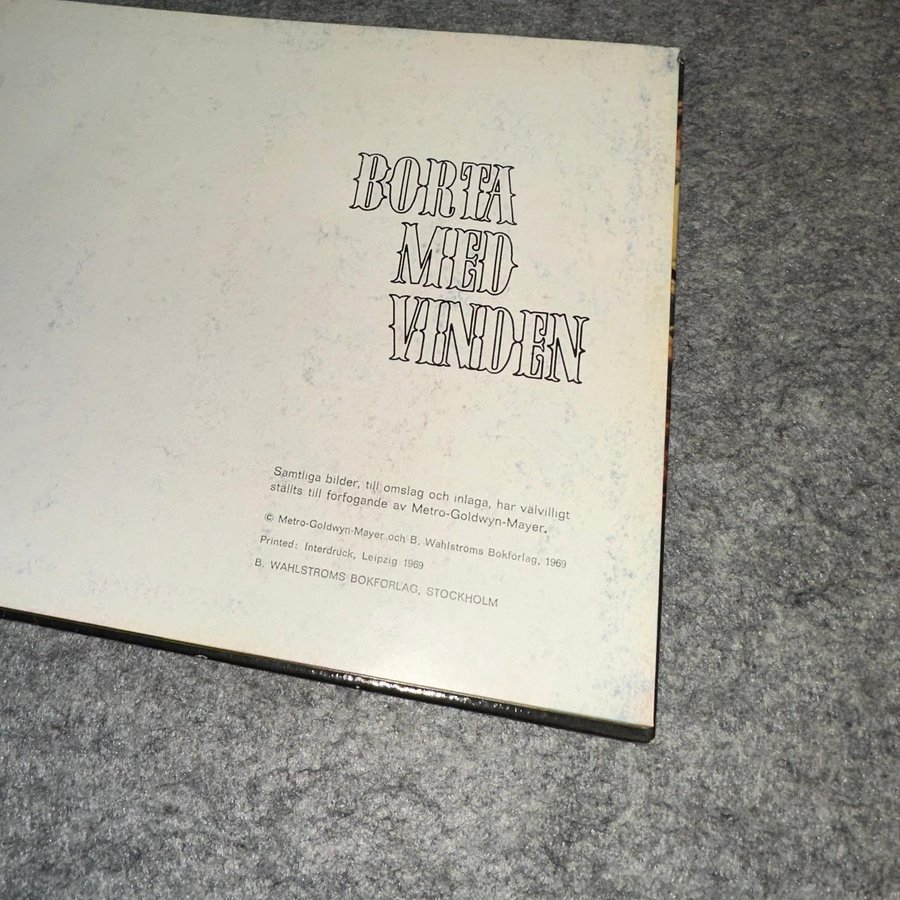 BORTA
MED
VINDEN
Samtliga bilder, till omslag och inlaga, har välvilligt
ställts till förfogande av Metro-Goldwyn-Mayer.
© Metro-Goldwyn-Mayer och B. Wahlströms Bokförlag, 1969
Printed: Interdruck, Leipzig 1969
B. WAHLSTRÖMS BOKFÖRLAG, STOCKHOLM